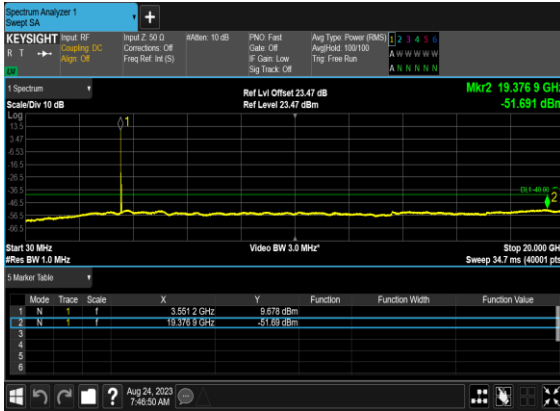 Spectrum Analyzer 1
Swept SA
+
KEYSIGHT Input: RF Input Z: 50 Ω #Atten: 10 dB PNO: Fast Avg Type: Power (RMS) 1 2 3 4 5 6
R T Coupling: DC Corrections: Off Gate: Off Avg|Hold: 100/100 A W W W W W
Align: Off Freq Ref: Int (S) IF Gain: Low Trig: Free Run
Sig Track: Off A N N N N N
1 Spectrum Ref Lvl Offset 23.47 dB Mkr2 19.376 9 GHz
Scale/Div 10 dB Ref Level 23.47 dBm -51.691 dBm
Log
13.5
3.47
-6.53
-16.5
-26.5
-36.5
-46.5
-56.5
-66.5
1
2
Start 30 MHz Video BW 3.0 MHz* Stop 20.000 GHz
#Res BW 1.0 MHz Sweep 34.7 ms (40001 pts)
5 Marker Table
Mode Trace Scale X Y Function Function Width Function Value
1 N 1 f 3.551 2 GHz 9.678 dBm
2 N 1 f 19.376 9 GHz -51.69 dBm
3
4
5
6
? Aug 24, 2023
7:46:50 AM